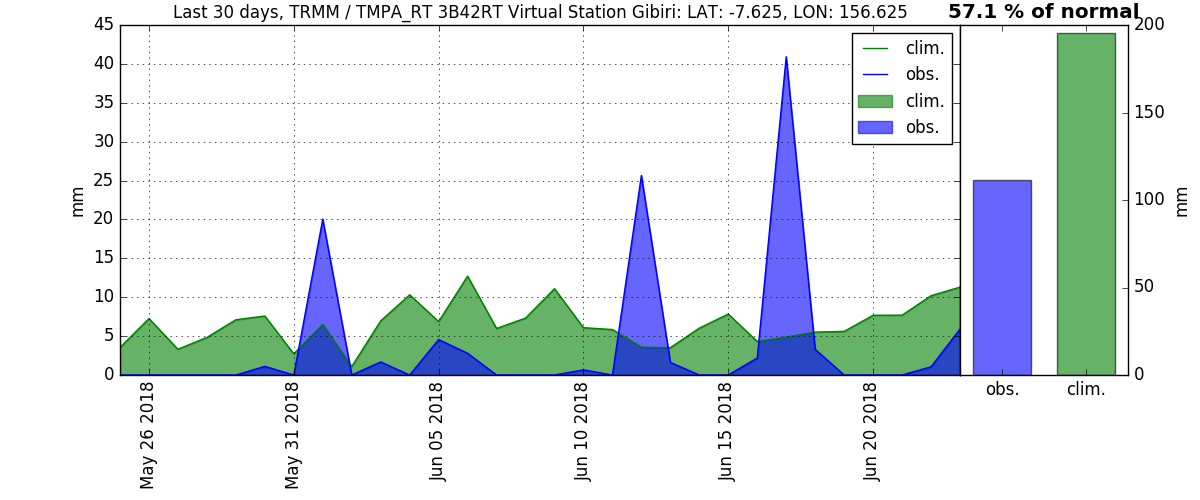 Last 30 days, TRMM / TMPA_RT 3B42RT Virtual Station Gibiri: LAT: -7.625, LON: 156.625
57.1 % of normal
45
40
35
30
25
20
15
10
5
0
mm
May 26 2018
May 31 2018
Jun 05 2018
Jun 10 2018
Jun 15 2018
Jun 20 2018
clim.
obs.
clim.
obs.
200
150
100
50
0
mm
obs.
clim.